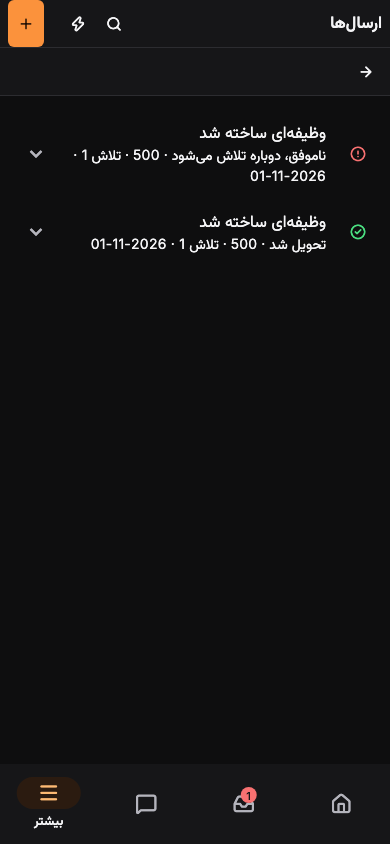 ارسال‌ها
وظیفه‌ای ساخته شد
ناموفق، دوباره تلاش می‌شود · 500 · تلاش 1 ·
01-11-2026
وظیفه‌ای ساخته شد
تحویل شد · 500 · تلاش 1 · 01-11-2026
1
بیشتر